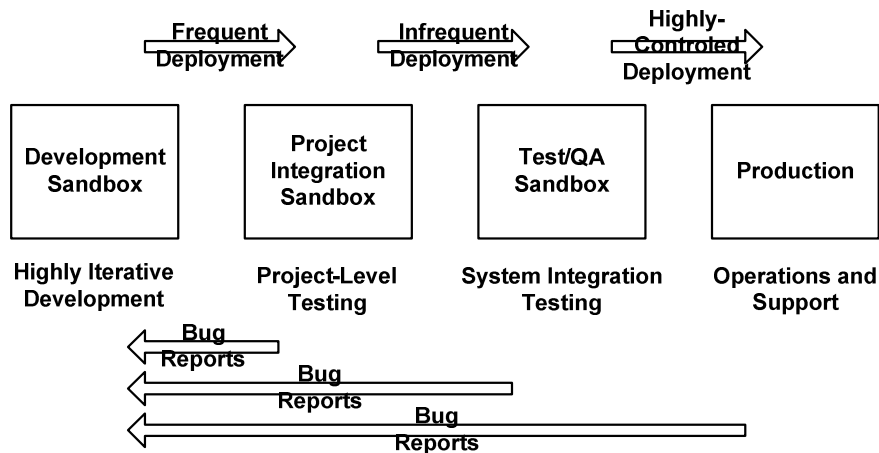 Frequent
Deployment
Infrequent
Deployment
Highly-
Controled
Deployment
Development
Sandbox
Project
Integration
Sandbox
Test/QA
Sandbox
Production
Highly Iterative
Development
Project-Level
Testing
System Integration
Testing
Operations and
Support
Bug
Reports
Bug
Reports
Bug
Reports